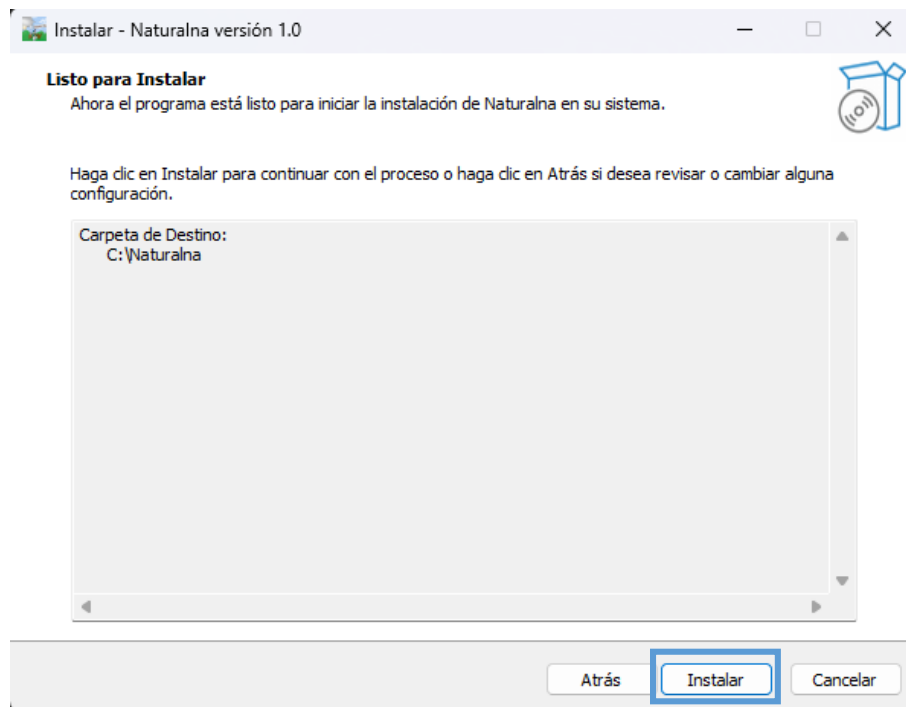 Instalar - Naturalna versión 1.0
Listo para Instalar
Ahora el programa está listo para iniciar la instalación de Naturalna en su sistema.
Haga clic en Instalar para continuar con el proceso o haga clic en Atrás si desea revisar o cambiar alguna
configuración.
Carpeta de Destino:
C:\Naturalna
Atrás Instalar Cancelar